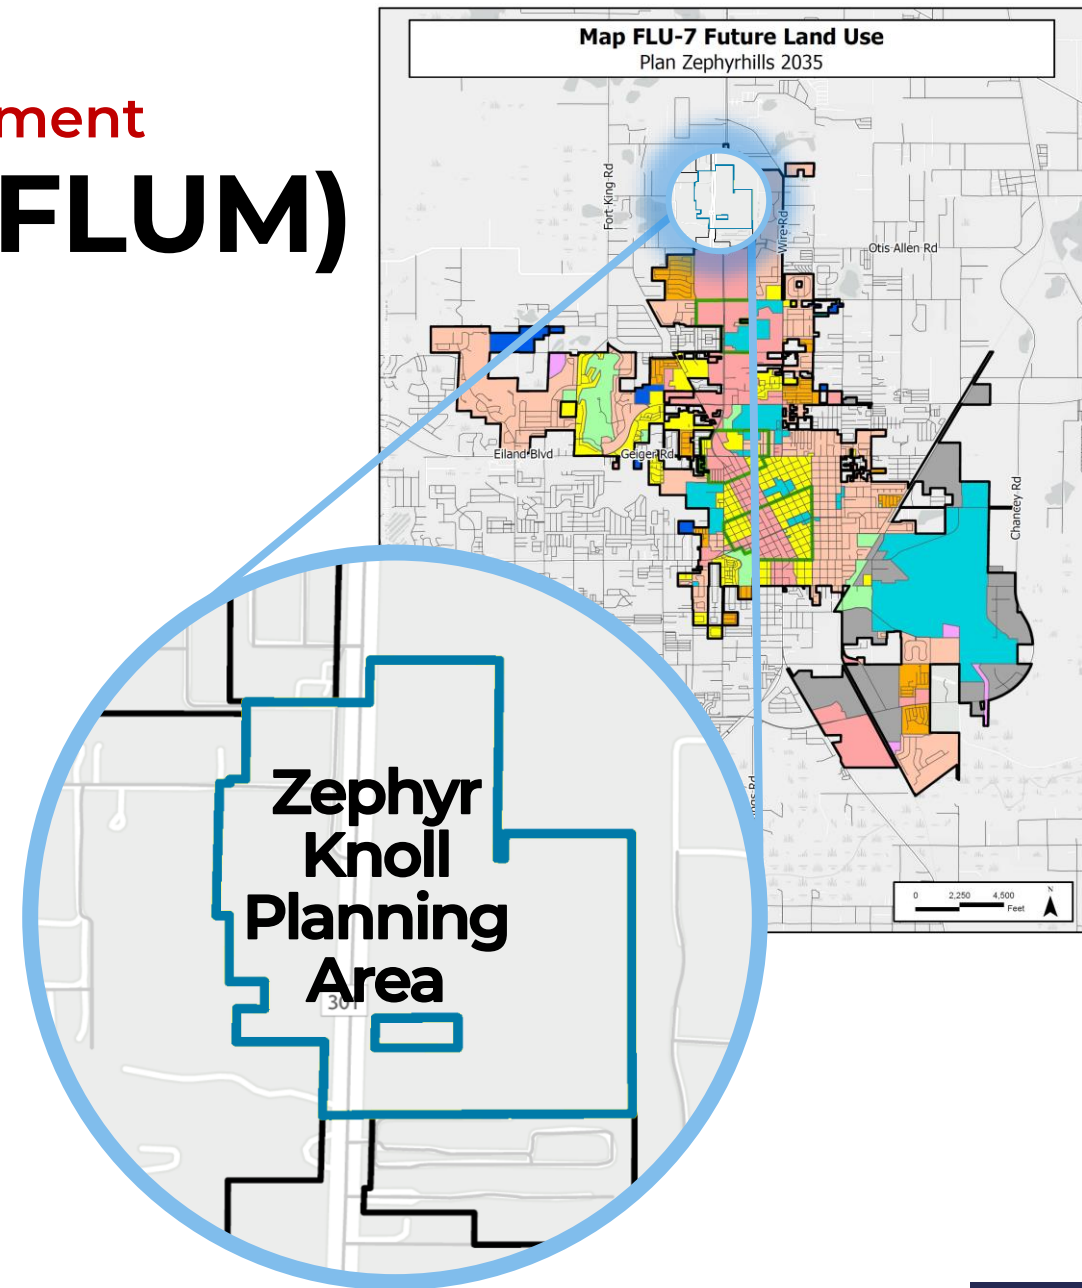 ment
FLUM)
Map FLU-7 Future Land Use
Plan Zephyrhills 2035
Fort King Rd
Wire Rd
Otis Allen Rd
Eiland Blvd
Geiger Rd
Chancey Rd
Rd
0 2,250 4,500
Feet
N
Zephyr
Knoll
Planning
Area
301